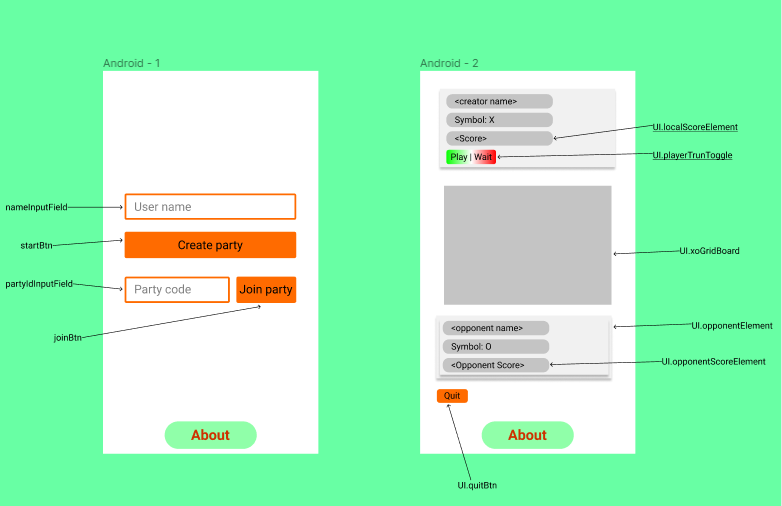 Android - 1
nameInputField
User name
startBtn
Create party
partyIdInputField
Party code
Join party
joinBtn
About
Android - 2
<creator name>
Symbol: X
<Score>
Play | Wait
UI.localScoreElement
UI.playerTrunToggle
UI.xoGridBoard
<opponent name>
Symbol: O
<Opponent Score>
UI.opponentElement
UI.opponentScoreElement
Quit
About
UI.quitBtn